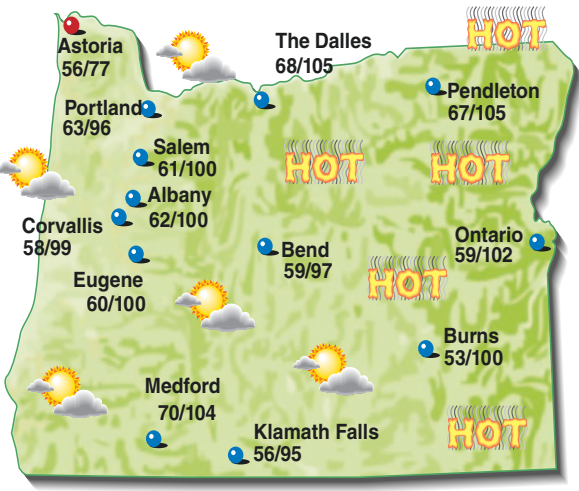 HOT
Astoria
56/77
The Dalles
68/105
Pendleton
67/105
Portland
63/96
Salem
61/100
HOT
HOT
Albany
62/100
Corvallis
58/99
Ontario
59/102
Bend
59/97
Eugene
60/100
HOT
Burns
53/100
Medford
70/104
Klamath Falls
56/95
HOT